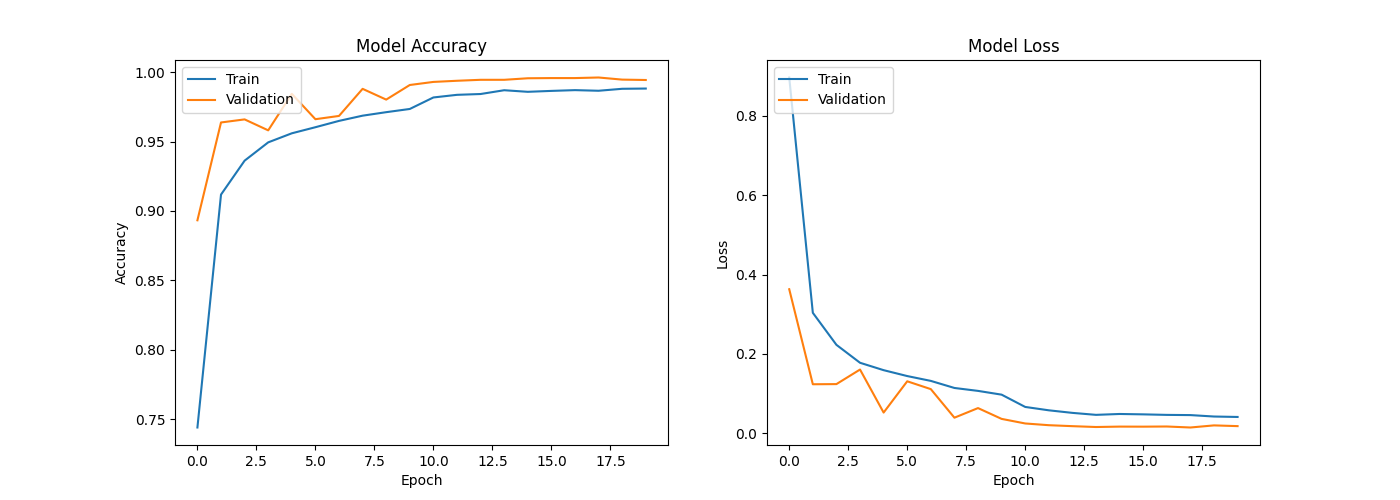 Model Accuracy
Train
Validation
1.00
0.95
0.90
0.85
0.80
0.75
Accuracy
0.0 2.5 5.0 7.5 10.0 12.5 15.0 17.5
Epoch
Model Loss
Train
Validation
0.8
0.6
0.4
0.2
0.0
Loss
0.0 2.5 5.0 7.5 10.0 12.5 15.0 17.5
Epoch